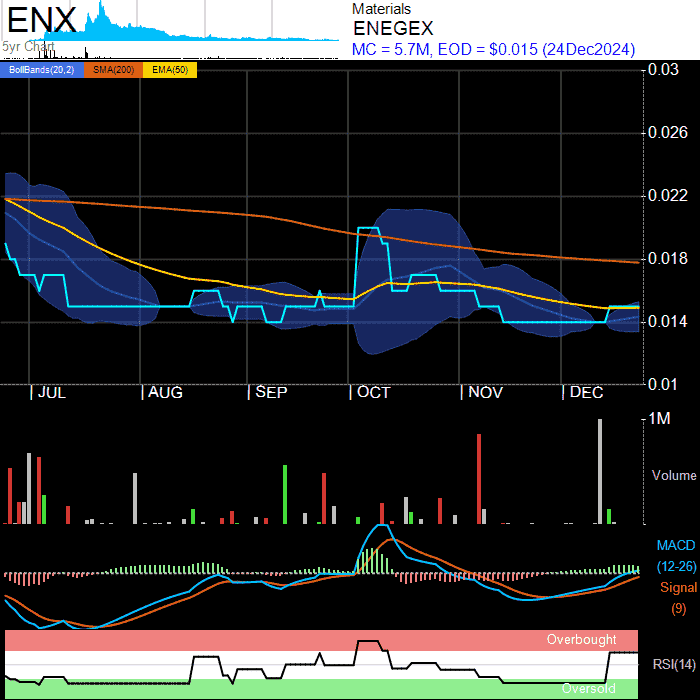 ENX
5yr Chart
Materials
ENEGEX
MC = 5.7M, EOD = $0.015 (24Dec2024)
BollBands(20,2) SMA(200) EMA(50)
0.03
0.026
0.022
0.018
0.014
0.01
JUL AUG SEP OCT NOV DEC
1M
Volume
MACD
(12-26)
Signal
(9)
Overbought
RSI(14)
Oversold